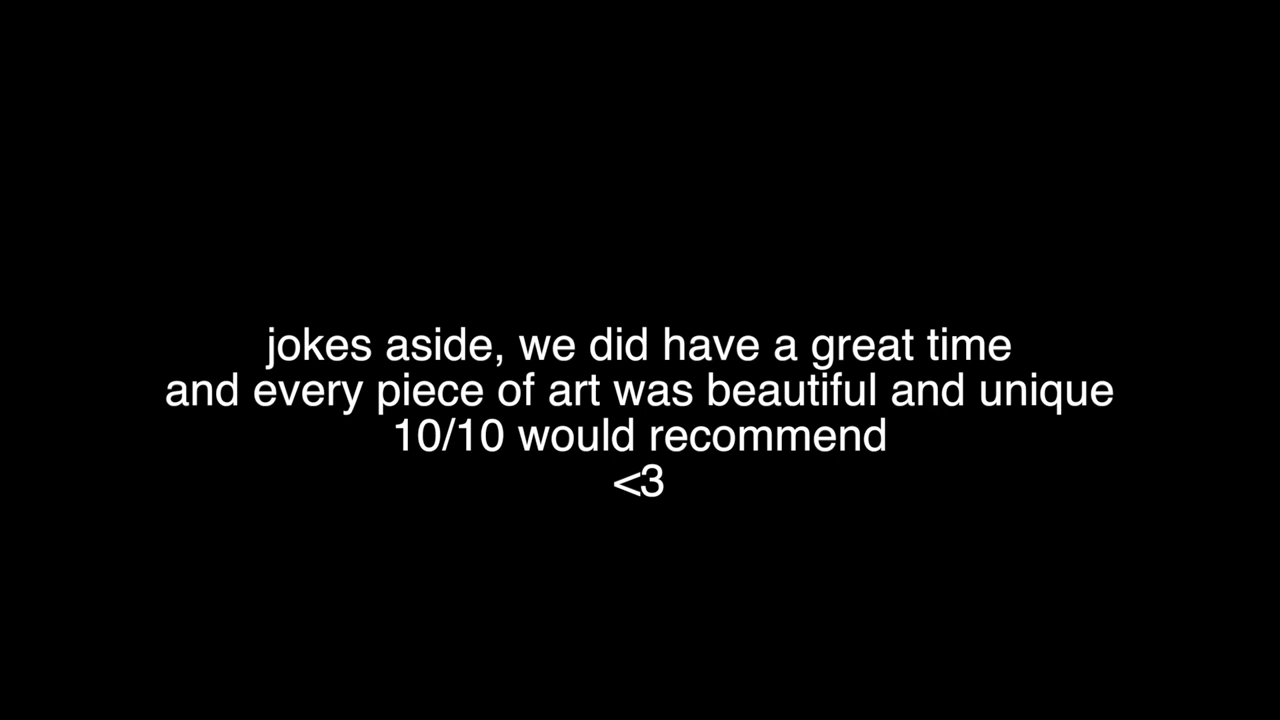 jokes aside, we did have a great time
and every piece of art was beautiful and unique
10/10 would recommend
<3